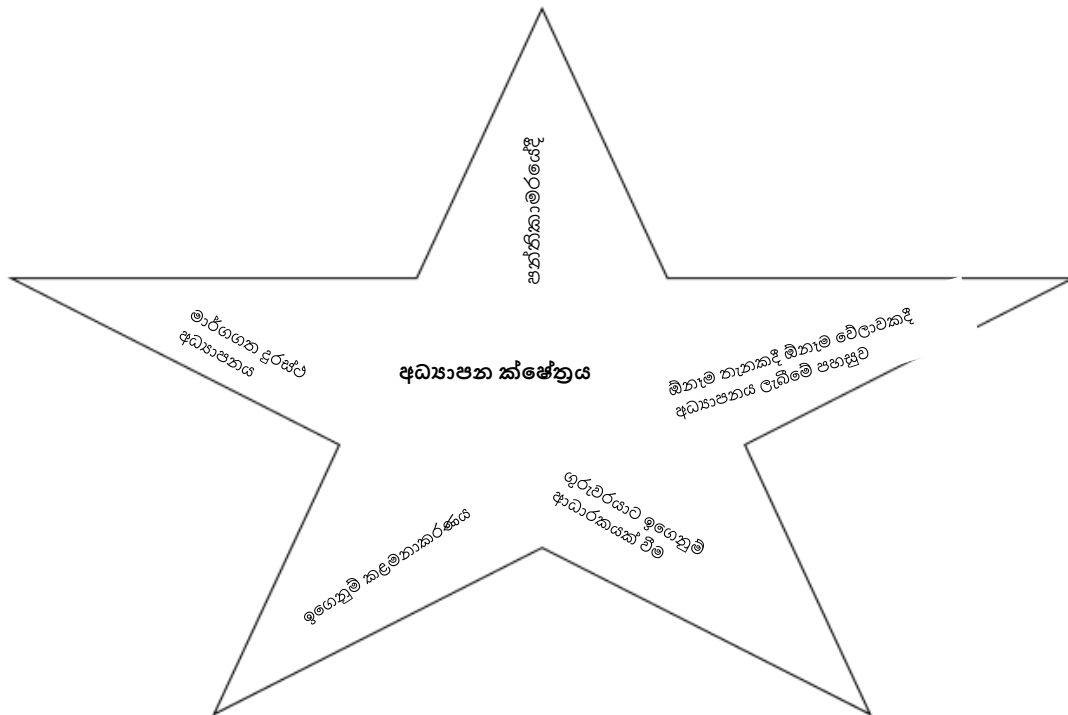 පන්තිකාමරයේදී
මාර්ගගත දුරස්ථ
අධ්‍යාපනය
අධ්‍යාපන ක්ෂේත්‍රය
ඕනෑම තැනකදී ඕනෑම වේලාවකදී
අධ්‍යාපනය ලැබීමේ පහසුව
ගුරුවරයාට ඉගෙනුම්
ආධාරකයක් වීම
ඉගෙනුම් කළමනාකරණය